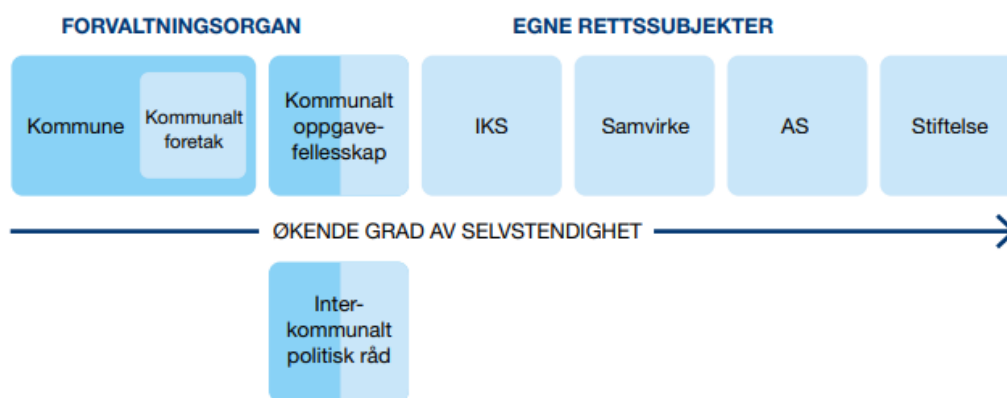 FORVALTNINGSORGAN
EGNE RETTSSUBJEKTER
Kommune
Kommunalt
foretak
Kommunalt
oppgave-
fellesskap
IKS
Samvirke
AS
Stiftelse
ØKENDE GRAD AV SELVSTENDIGHET
Inter-
kommunalt
politisk råd